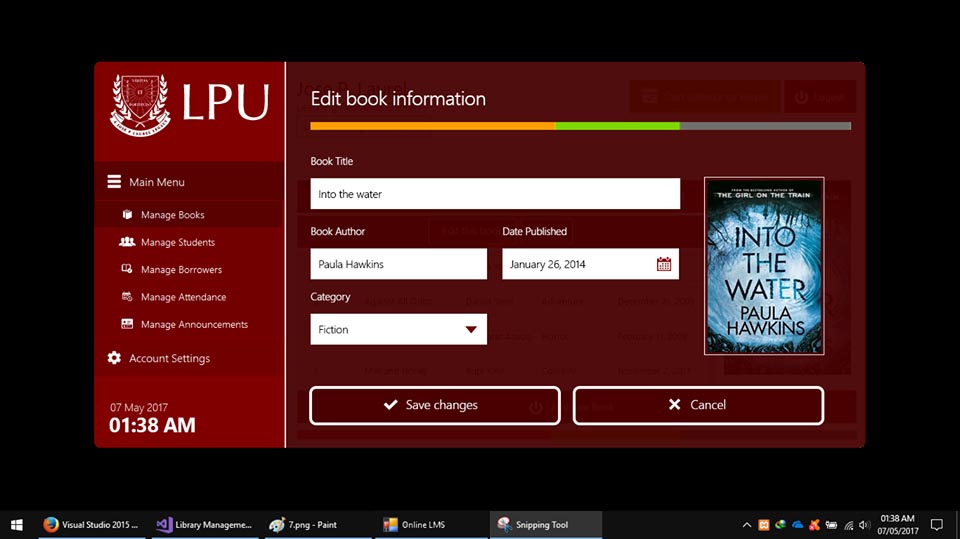 LPU
Main Menu
Manage Books
Manage Students
Manage Borrowers
Manage Attendance
Manage Announcements
Account Settings
07 May 2017
01:38 AM
Edit book information
Book Title
Into the water
Book Author
Date Published
Paula Hawkins
January 26, 2014
Category
Fiction
FROM THE BESTSELLING AUTHOR OF
THE GIRL ON THE TRAIN
INTO
THE
WATER
PAULA
HAWKINS
Save changes
Cancel
Visual Studio 2015 ...
Library Manageme...
7.png - Paint
Online LMS
Snipping Tool
01:38 AM
07/05/2017